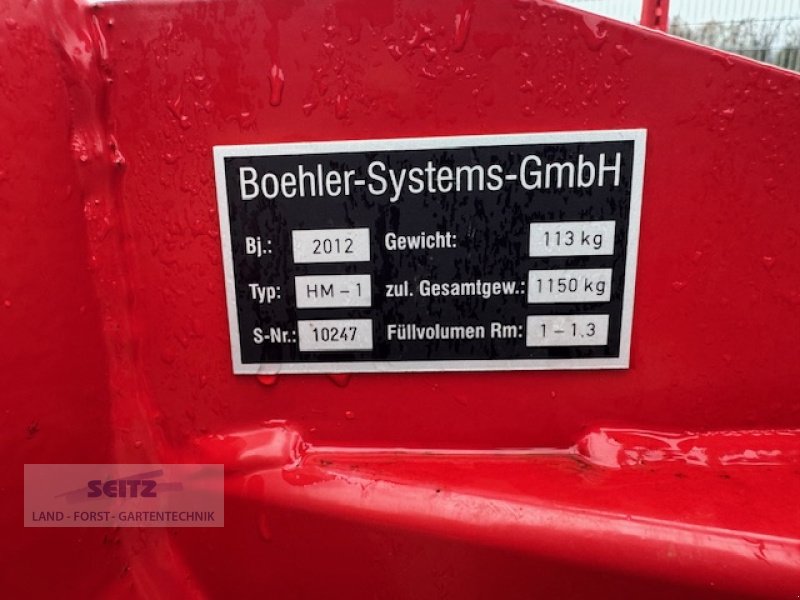 Boehler-Systems-GmbH
Bj.: 2012 Gewicht: 113 kg
Typ: HM - 1 zul. Gesamtgew.: 1150 kg
S-Nr.: 10247 Füllvolumen Rm: 1 - 1.3
SEITZ
LAND - FORST - GARTENTECHNIK